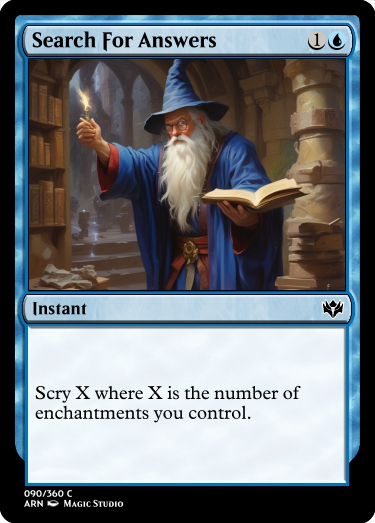 Search For Answers 1
Instant
Scry X where X is the number of
enchantments you control.
090/360 C
ARN Magic Studio